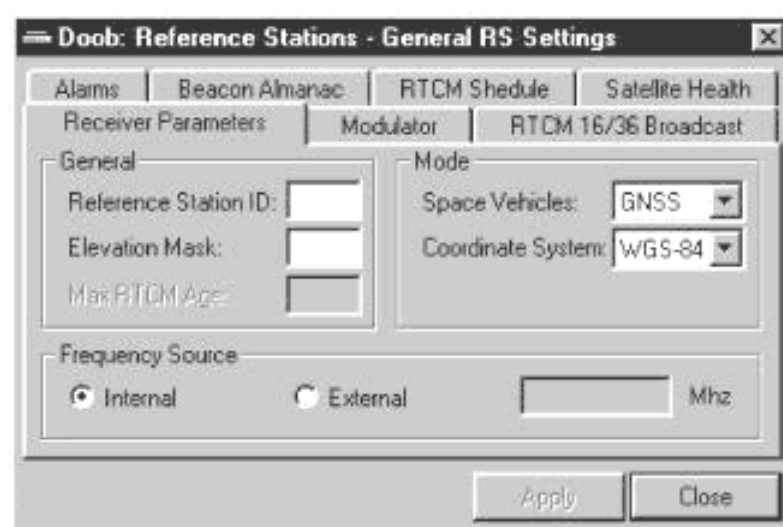 Doob: Reference Stations - General RS Settings
Alarms Beacon Almanac RTCM Shedule Satellite Health
Receiver Parameters Modulator RTCM 16/36 Broadcast
General Mode
Reference Station ID: Space Vehicles: GNSS
Elevation Mask: Coordinate System: WGS-84
Max RTCM Age:
Frequency Source
Internal External Mhz
Apply Close